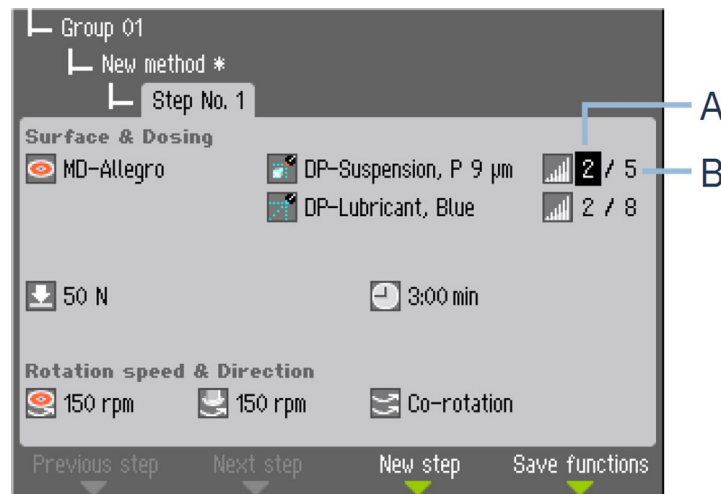 Group 01
New method *
Step No. 1
A
Surface & Dosing
MD-Allegro DP-Suspension, P 9 µm 2 / 5 B
DP-Lubricant, Blue 2 / 8
50 N 3:00 min
Rotation speed & Direction
150 rpm 150 rpm Co-rotation
Previous step Next step New step Save functions